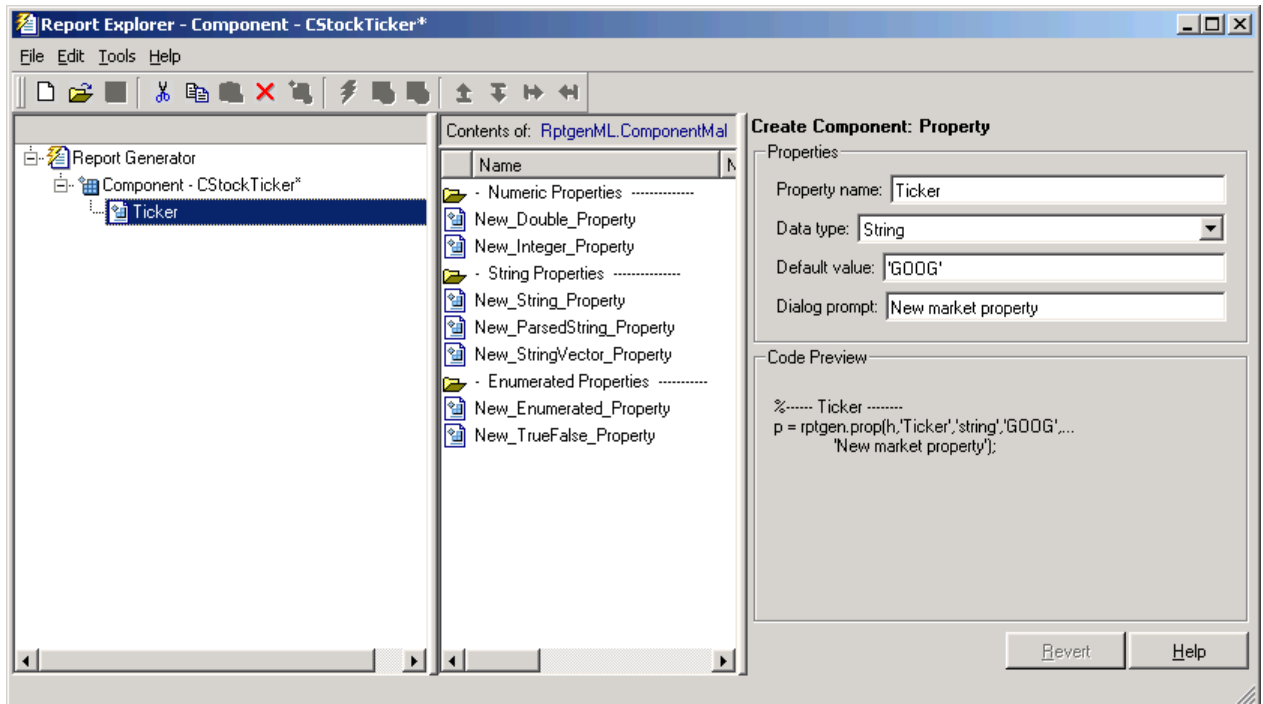 Report Explorer - Component - CStockTicker*
File Edit Tools Help
Report Generator
Component - CStockTicker*
Ticker
Contents of: RptgenML.ComponentMal
Name N
- Numeric Properties -------------
New_Double_Property
New_Integer_Property
- String Properties --------------
New_String_Property
New_ParsedString_Property
New_StringVector_Property
- Enumerated Properties ----------
New_Enumerated_Property
New_TrueFalse_Property
Create Component: Property
Properties
Property name: Ticker
Data type: String
Default value: 'GOOG'
Dialog prompt: New market property
Code Preview
%------ Ticker --------
p = rptgen.prop(h,'Ticker','string','GOOG',...
'New market property');
Revert Help